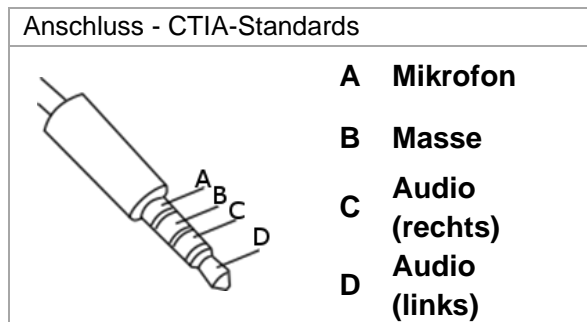 Anschluss - CTIA-Standards
A
B
C
D
A Mikrofon
B Masse
C Audio
(rechts)
D Audio
(links)